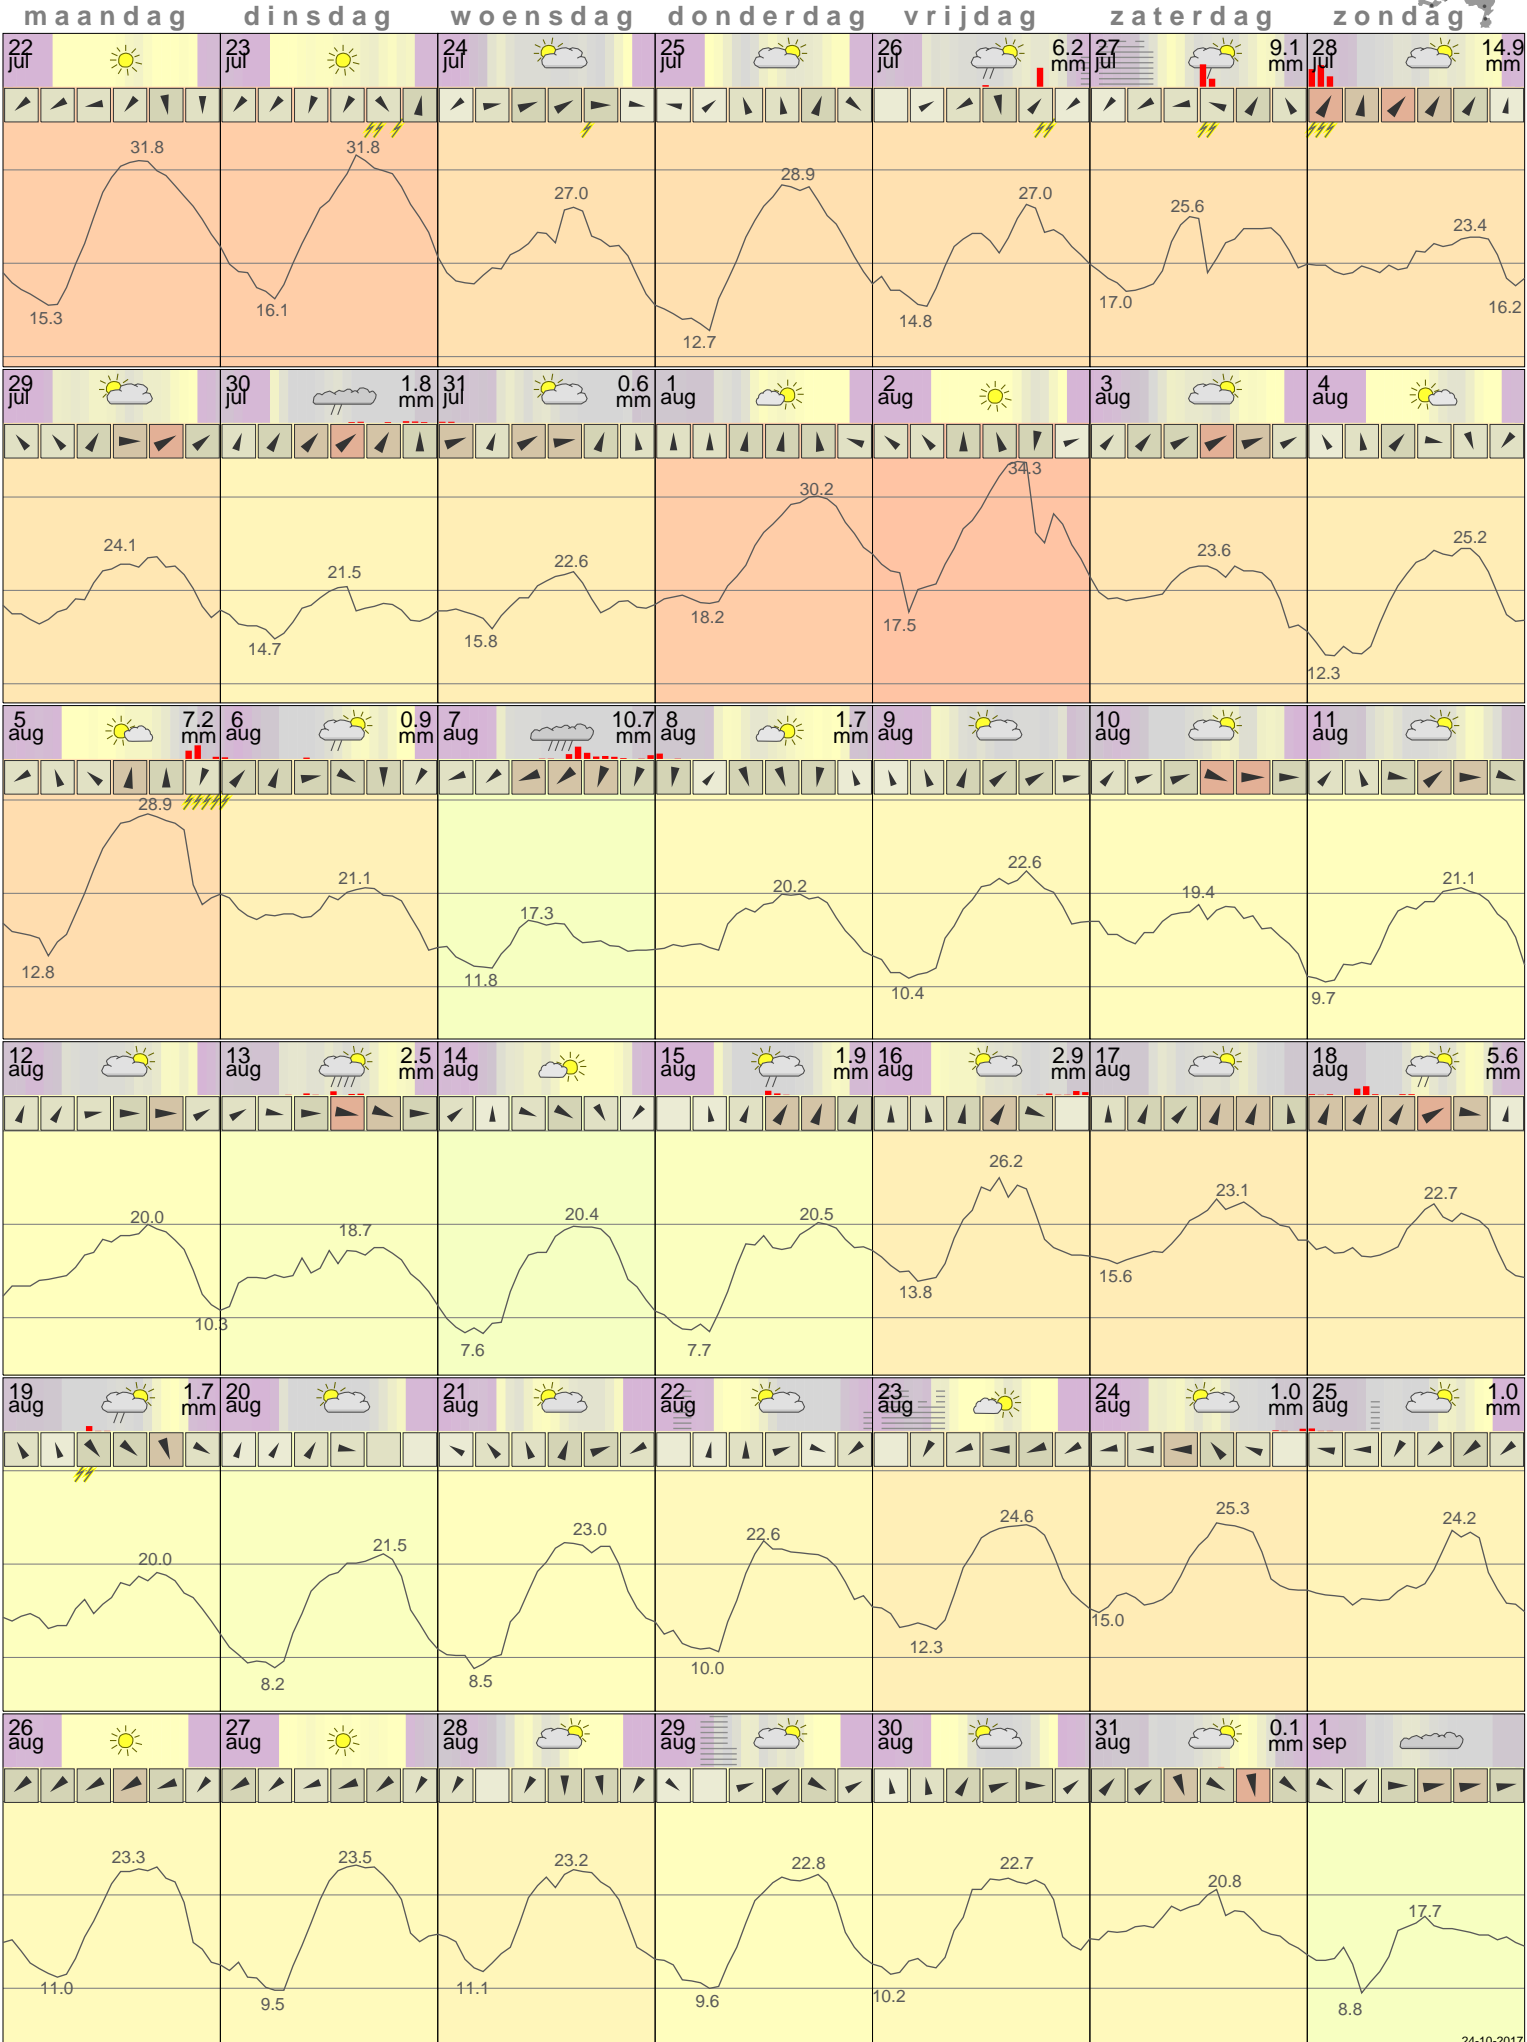 maandag dinsdag woensdag donderdag vrijdag zaterdag zondag
22 jul 23 jul 24 jul 25 jul 26 jul 6.2 mm 27 jul 9.1 mm 28 jul 14.9 mm
31.8 31.8 27.0 28.9 27.0 25.6 23.4
15.3 16.1 12.7 14.8 17.0 16.2
29 jul 30 jul 1.8 mm 31 jul 0.6 mm 1 aug 2 aug 3 aug 4 aug
24.1 21.5 22.6 30.2 34.3 23.6 25.2
14.7 15.8 18.2 17.5 12.3
5 aug 7.2 mm 6 aug 0.9 mm 7 aug 10.7 mm 8 aug 1.7 mm 9 aug 10 aug 11 aug
28.9 21.1 17.3 20.2 22.6 19.4 21.1
12.8 11.8 10.4 9.7
12 aug 13 aug 2.5 mm 14 aug 15 aug 1.9 mm 16 aug 2.9 mm 17 aug 18 aug 5.6 mm
20.0 18.7 20.4 20.5 26.2 23.1 22.7
10.3 7.6 7.7 13.8 15.6
19 aug 1.7 mm 20 aug 21 aug 22 aug 23 aug 24 aug 1.0 mm 25 aug 1.0 mm
20.0 21.5 23.0 22.6 24.6 25.3 24.2
8.2 8.5 10.0 12.3 15.0
26 aug 27 aug 28 aug 29 aug 30 aug 31 aug 0.1 mm 1 sep
23.3 23.5 23.2 22.8 22.7 20.8 17.7
11.0 9.5 11.1 9.6 10.2 8.8
24-10-2017